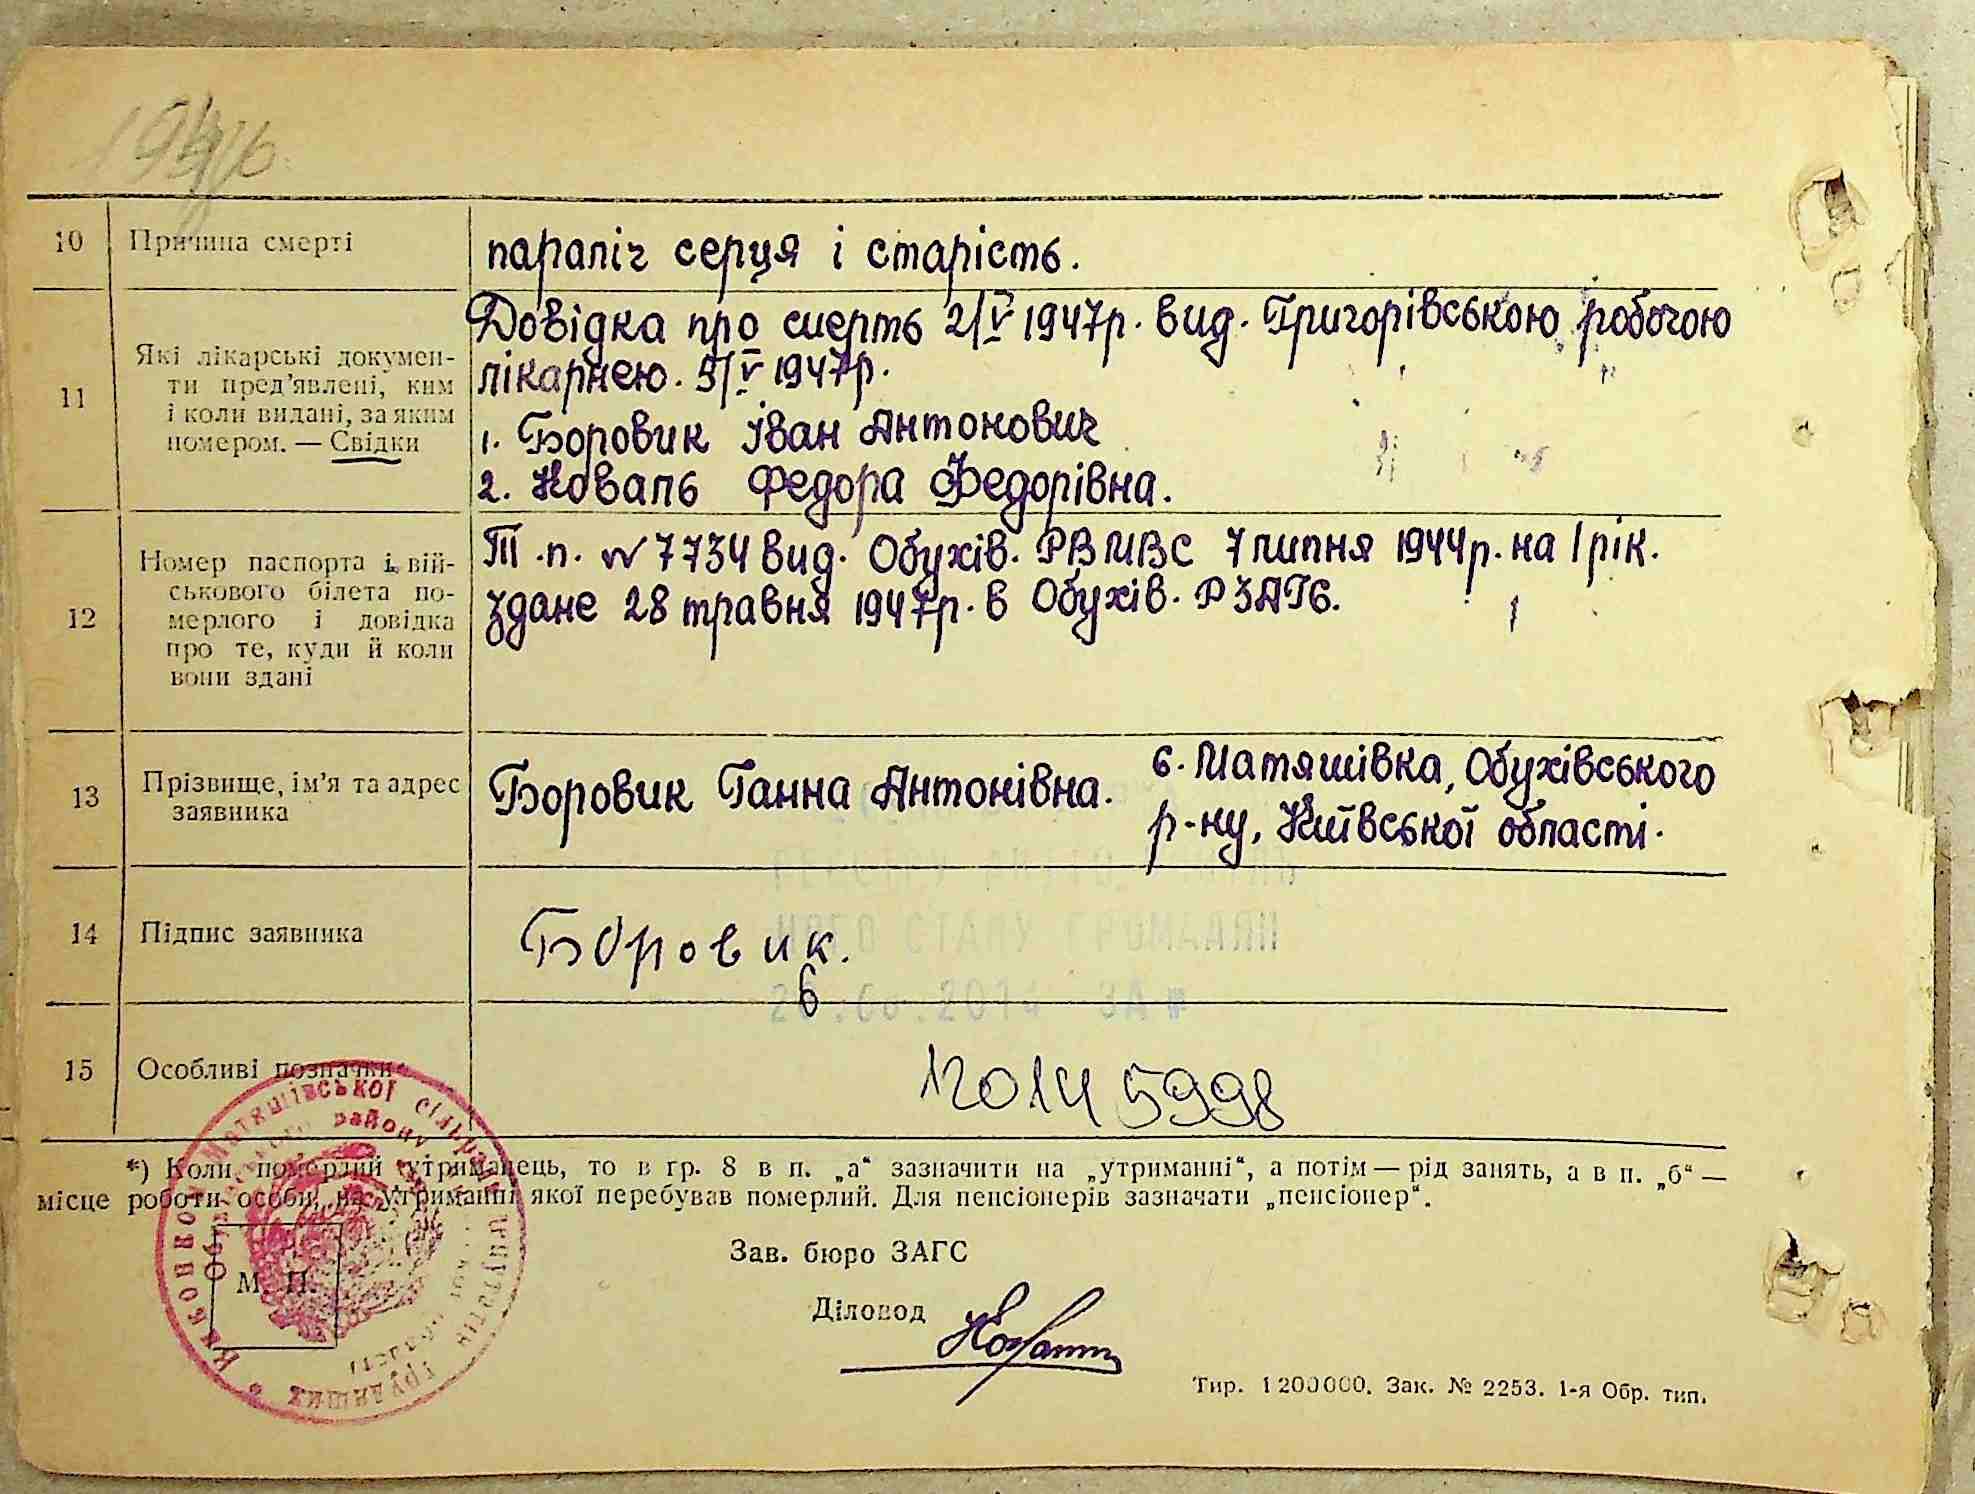 10
Причина смерті
параліч серця і старість.
11
Які лікарські докумен-
ти пред'явлені, ким
і коли видані, за яким
номером. — Свідки
Довідка про смерть 2/V 1947р. вид. Григорівською робочою
лікарнею. 5/V 1947р.
1. Боровик Іван Антонович
2. Коваль Федора Федорівна.
12
Номер паспорта і вій-
ськового білета по-
мерлого і довідка
про те, куди й коли
вони здані
ТП .п. № 7734 вид. Обухів. РВМВС 7 липня 1944р. на 1 рік.
здане 28 травня 1947р. в Обухів. РЗАГС.
13
Прізвище, ім'я та адрес
заявника
Боровик Ганна Антонівна.
с. Матяшівка, Обухівського
р-ну, Київської області.
14
Підпис заявника
Боровик.
6
15
Особливі позначки
12014 5998
*) Коли померлий утриманець, то в гр. 8 в п. „а“ зазначити на „утриманні“, а потім — рід занять, а в п. „б“ —
місце роботи особи, на утриманні якої перебував померлий. Для пенсіонерів зазначати „пенсіонер“.
Зав. бюро ЗАГС
М. П.
Діловод
Тир. 1200000. Зак. № 2253. 1-я Обр. тип.